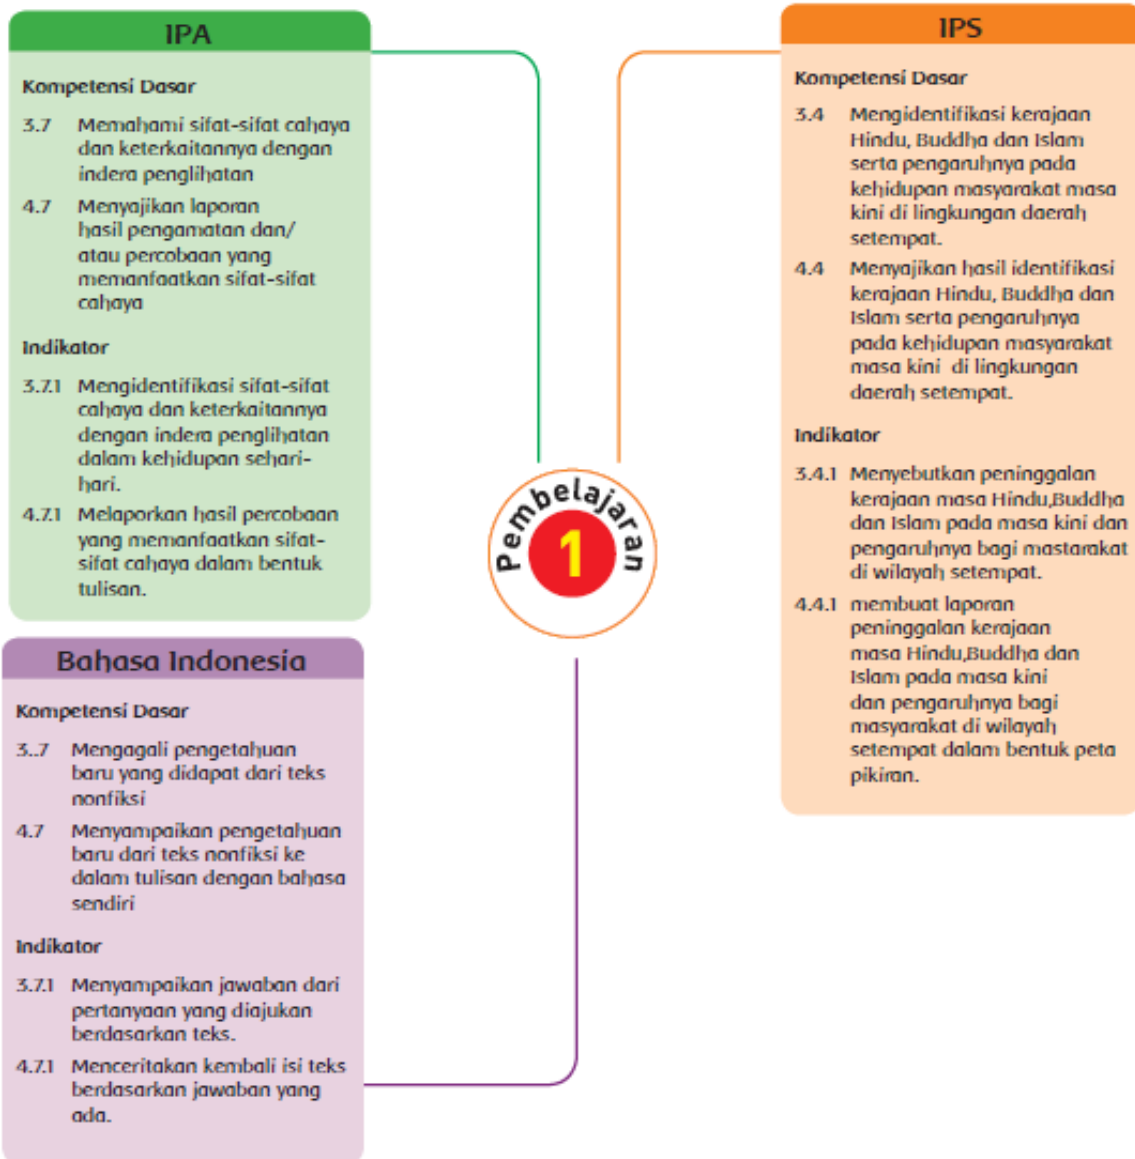 IPA
Kompetensi Dasar
3.7 Memahami sifat-sifat cahaya
dan keterkaitannya dengan
indera penglihatan
4.7 Menyajikan laporan
hasil pengamatan dan/
atau percobaan yang
memanfaatkan sifat-sifat
cahaya
Indikator
3.7.1 Mengidentifikasi sifat-sifat
cahaya dan keterkaitannya
dengan indera penglihatan
dalam kehidupan sehari-
hari.
4.7.1 Melaporkan hasil percobaan
yang memanfaatkan sifat-
sifat cahaya dalam bentuk
tulisan.
Bahasa Indonesia
Kompetensi Dasar
3..7 Mengagali pengetahuan
baru yang didapat dari teks
nonfiksi
4.7 Menyampaikan pengetahuan
baru dari teks nonfiksi ke
dalam tulisan dengan bahasa
sendiri
Indikator
3.7.1 Menyampaikan jawaban dari
pertanyaan yang diajukan
berdasarkan teks.
4.7.1 Menceritakan kembali isi teks
berdasarkan jawaban yang
ada.
Pembelajaran
1
IPS
Kompetensi Dasar
3.4 Mengidentifikasi kerajaan
Hindu, Buddha dan Islam
serta pengaruhnya pada
kehidupan masyarakat masa
kini di lingkungan daerah
setempat.
4.4 Menyajikan hasil identifikasi
kerajaan Hindu, Buddha dan
Islam serta pengaruhnya
pada kehidupan masyarakat
masa kini di lingkungan
daerah setempat.
Indikator
3.4.1 Menyebutkan peninggalan
kerajaan masa Hindu,Buddha
dan Islam pada masa kini dan
pengaruhnya bagi mastarakat
di wilayah setempat.
4.4.1 membuat laporan
peninggalan kerajaan
masa Hindu,Buddha dan
Islam pada masa kini
dan pengaruhnya bagi
masyarakat di wilayah
setempat dalam bentuk peta
pikiran.